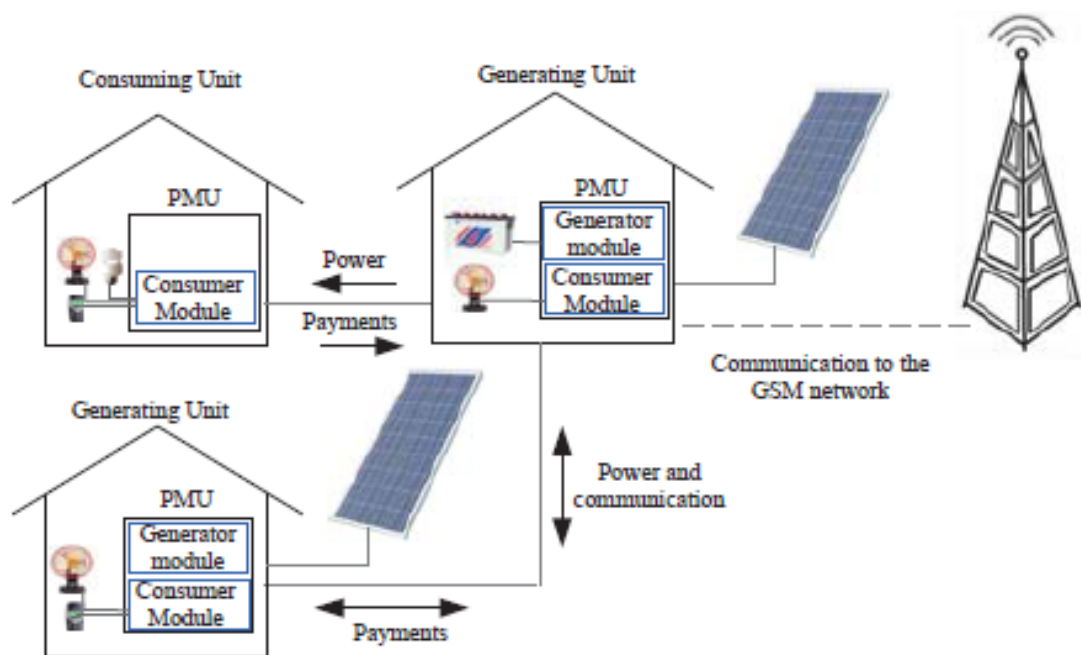 Consuming Unit
Generating Unit
PMU
Consumer
Module
PMU
Generator
module
Consumer
Module
Power
Payments
Communication to the
GSM network
Generating Unit
PMU
Generator
module
Consumer
Module
Power and
communication
Payments